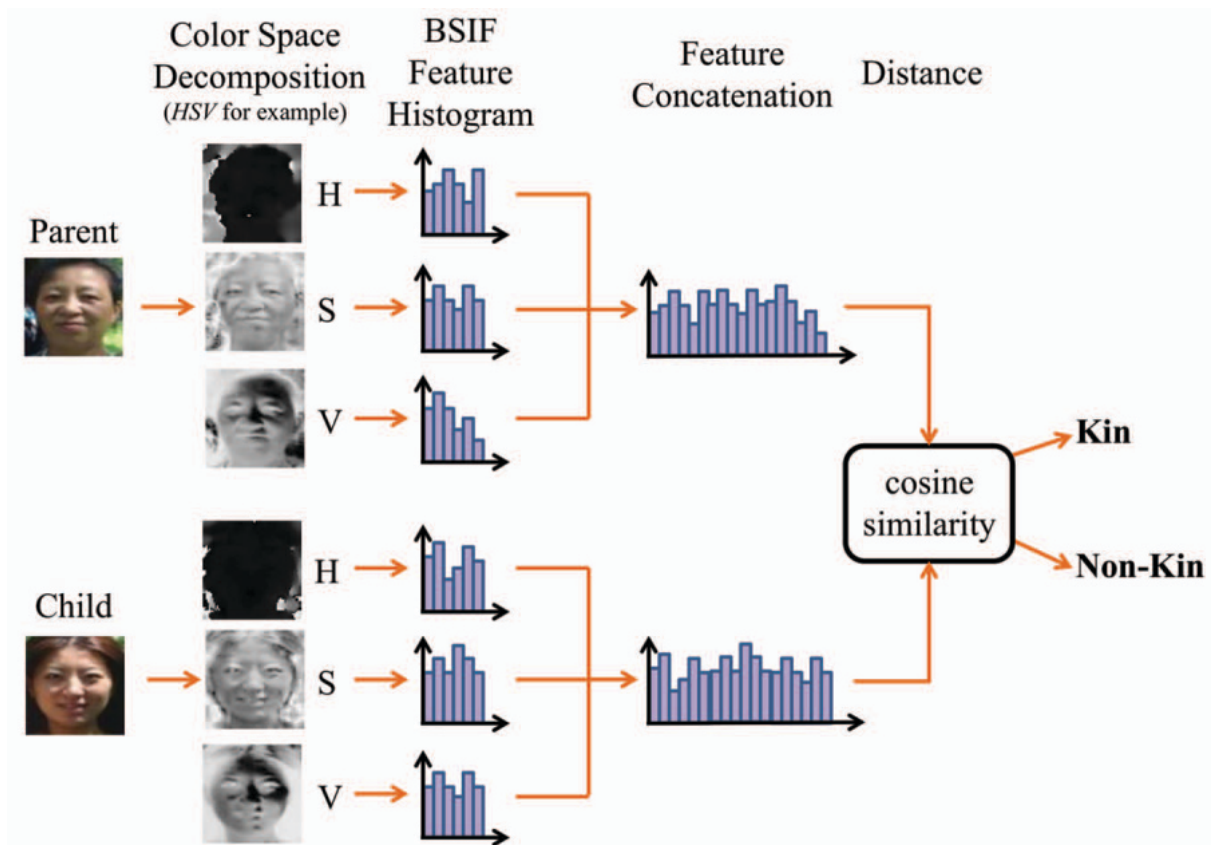 Color Space
Decomposition
(HSV for example)
BSIF
Feature
Histogram
Feature
Concatenation
Distance
Parent
H
S
V
Kin
cosine
similarity
Non-Kin
Child
H
S
V